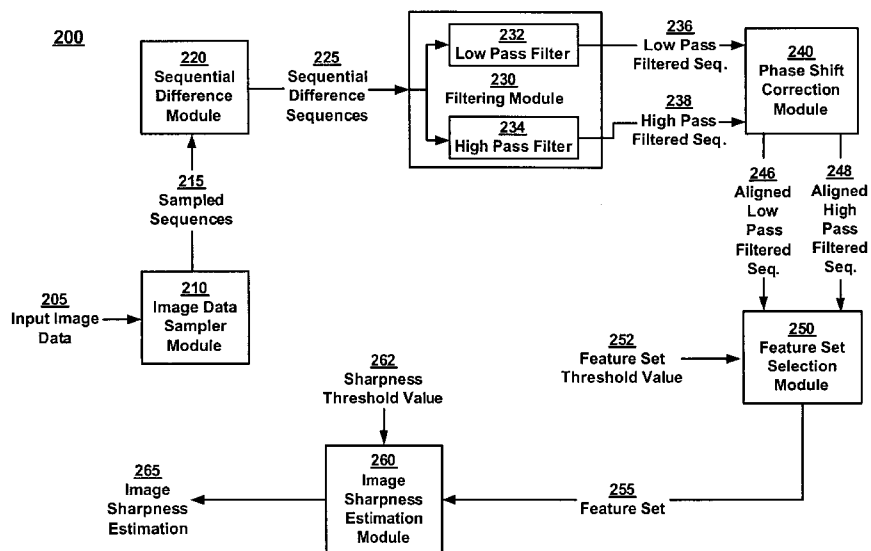 200
220
Sequential
Difference
Module
225
Sequential
Difference
Sequences
232
Low Pass Filter
230
Filtering Module
234
High Pass Filter
236
Low Pass
Filtered Seq.
238
High Pass
Filtered Seq.
240
Phase Shift
Correction
Module
215
Sampled
Sequences
246
Aligned
Low
Pass
Filtered
Seq.
248
Aligned
High
Pass
Filtered
Seq.
205
Input Image
Data
210
Image Data
Sampler
Module
252
Feature Set
Threshold Value
250
Feature Set
Selection
Module
262
Sharpness
Threshold Value
265
Image
Sharpness
Estimation
260
Image
Sharpness
Estimation
Module
255
Feature Set